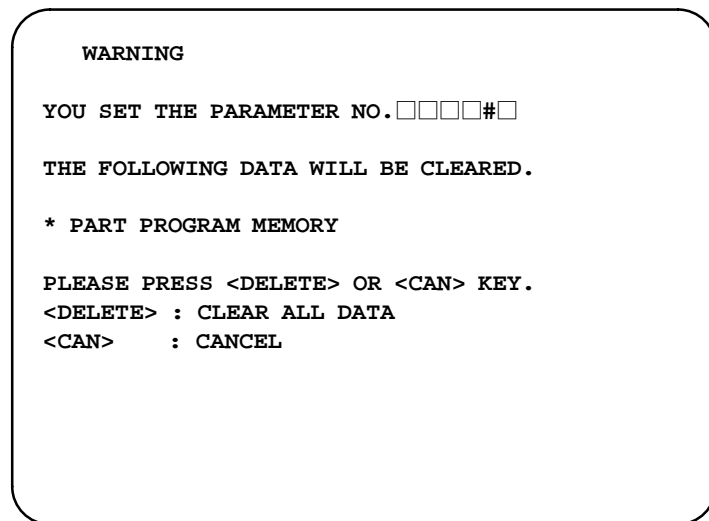 WARNING
YOU SET THE PARAMETER NO.□□□□#□
THE FOLLOWING DATA WILL BE CLEARED.
* PART PROGRAM MEMORY
PLEASE PRESS <DELETE> OR <CAN> KEY.
<DELETE> : CLEAR ALL DATA
<CAN> : CANCEL